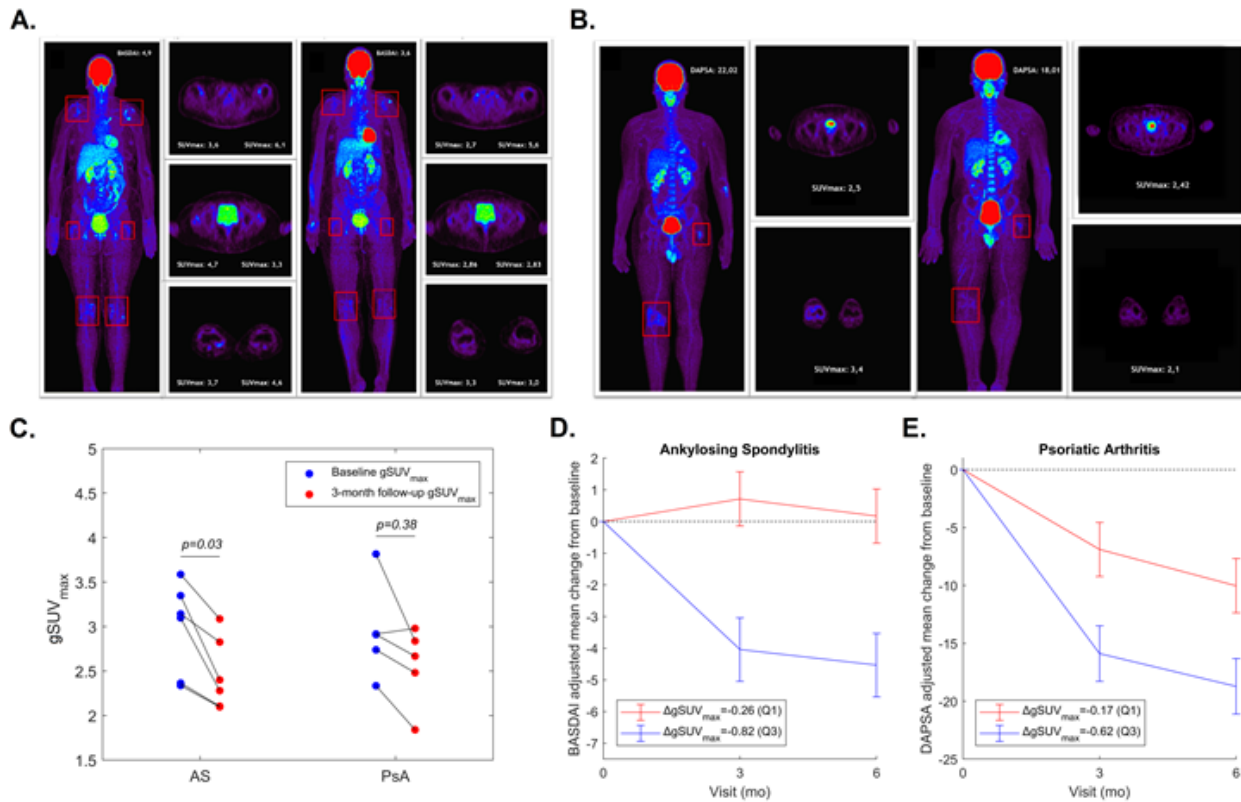 A.
BASDAI: 4,9
SUVmax: 3,6 SUVmax: 6,1
SUVmax: 4,7 SUVmax: 3,3
SUVmax: 3,7 SUVmax: 4,6
BASDAI: 3,6
SUVmax: 2,7 SUVmax: 5,6
SUVmax: 2,86 SUVmax: 2,83
SUVmax: 3,3 SUVmax: 3,0
B.
DAPSA: 22,02
SUVmax: 2,5
SUVmax: 3,4
DAPSA: 18,01
SUVmax: 2,42
SUVmax: 2,1
C.
gSUVmax
5
4.5
4
3.5
3
2.5
2
1.5
Baseline gSUVmax
3-month follow-up gSUVmax
p=0.03
p=0.38
AS PsA
D.
Ankylosing Spondylitis
BASDAI adjusted mean change from baseline
2
1
0
-1
-2
-3
-4
-5
-6
-7
ΔgSUVmax=-0.26 (Q1)
ΔgSUVmax=-0.82 (Q3)
0 3 6
Visit (mo)
E.
Psoriatic Arthritis
DAPSA adjusted mean change from baseline
0
-5
-10
-15
-20
-25
ΔgSUVmax=-0.17 (Q1)
ΔgSUVmax=-0.62 (Q3)
0 3 6
Visit (mo)